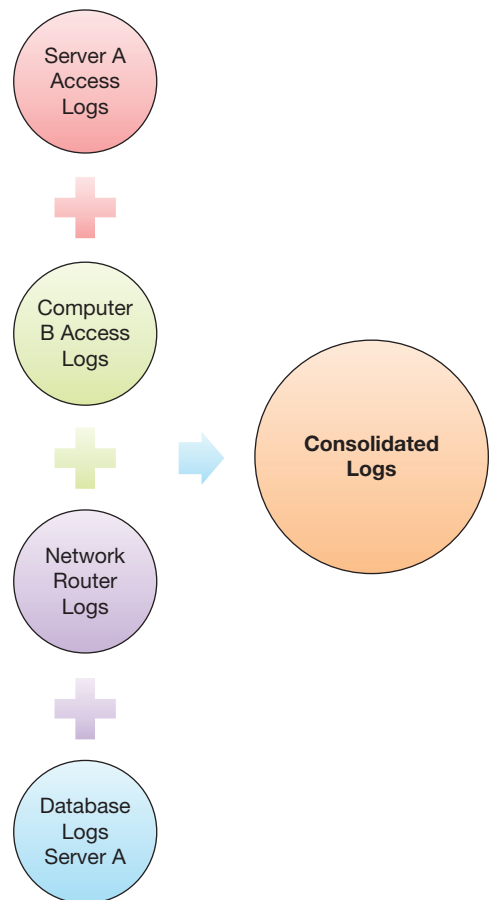 Server A
Access
Logs
Computer
B Access
Logs
Consolidated
Logs
Network
Router
Logs
Database
Logs
Server A